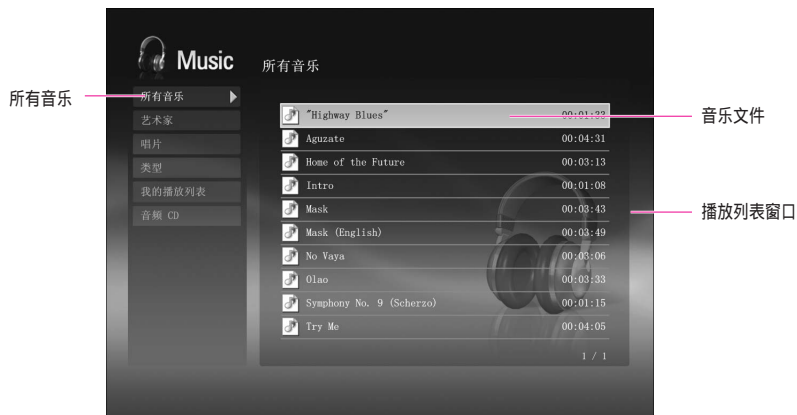 Music
所有音乐
所有音乐
所有音乐
艺术家
唱片
类型
我的播放列表
音频 CD
"Highway Blues" 00:01:33
Aguzate 00:04:31
Home of the Future 00:03:13
Intro 00:01:08
Mask 00:03:43
Mask (English) 00:03:49
No Vaya 00:03:06
Olao 00:03:33
Symphony No. 9 (Scherzo) 00:01:15
Try Me 00:04:05
1 / 1
音乐文件
播放列表窗口